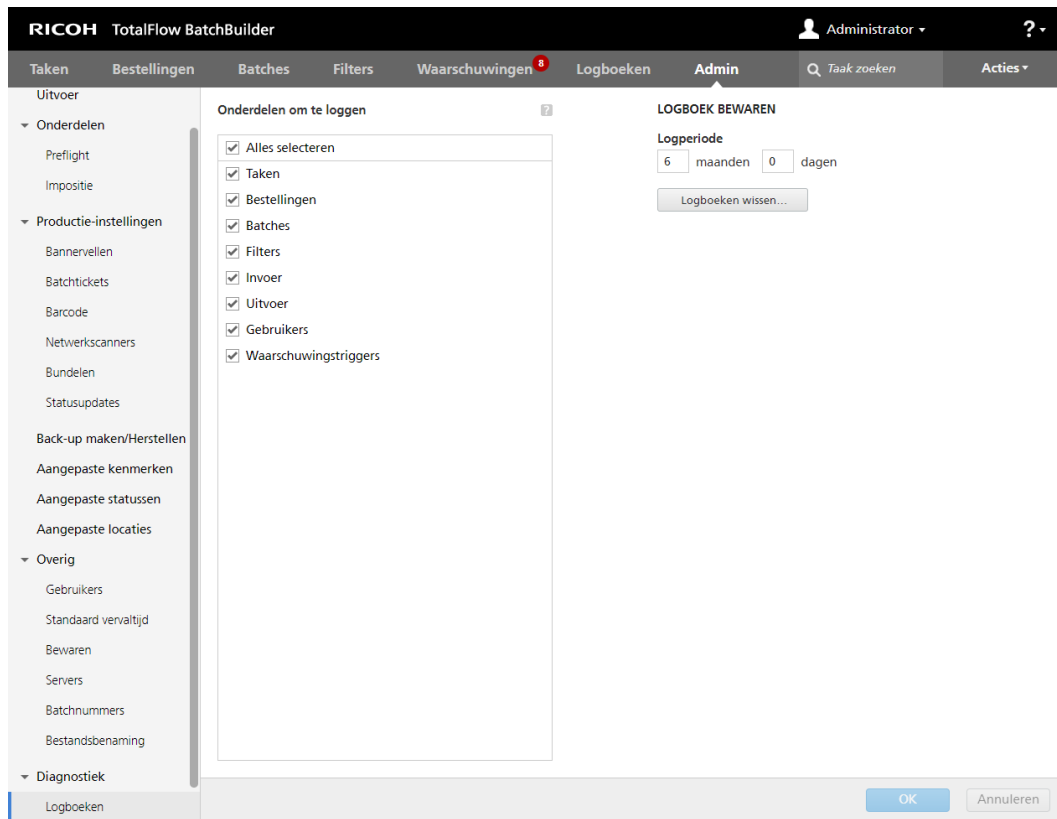 RICOH TotalFlow BatchBuilder
Administrator
?
Taken
Bestellingen
Batches
Filters
Waarschuwingen 8
Logboeken
Admin
Taak zoeken
Acties
Uitvoer
Onderdelen
Preflight
Impositie
Productie-instellingen
Bannervellen
Batchtickets
Barcode
Netwerkscanners
Bundelen
Statusupdates
Back-up maken/Herstellen
Aangepaste kenmerken
Aangepaste statussen
Aangepaste locaties
Overig
Gebruikers
Standaard vervaltijd
Bewaren
Servers
Batchnummers
Bestandsbenaming
Diagnostiek
Logboeken
Onderdelen om te loggen
?
Alles selecteren
Taken
Bestellingen
Batches
Filters
Invoer
Uitvoer
Gebruikers
Waarschuwingstriggers
LOGBOEK BEWAREN
Logperiode
6 maanden 0 dagen
Logboeken wissen...
OK
Annuleren